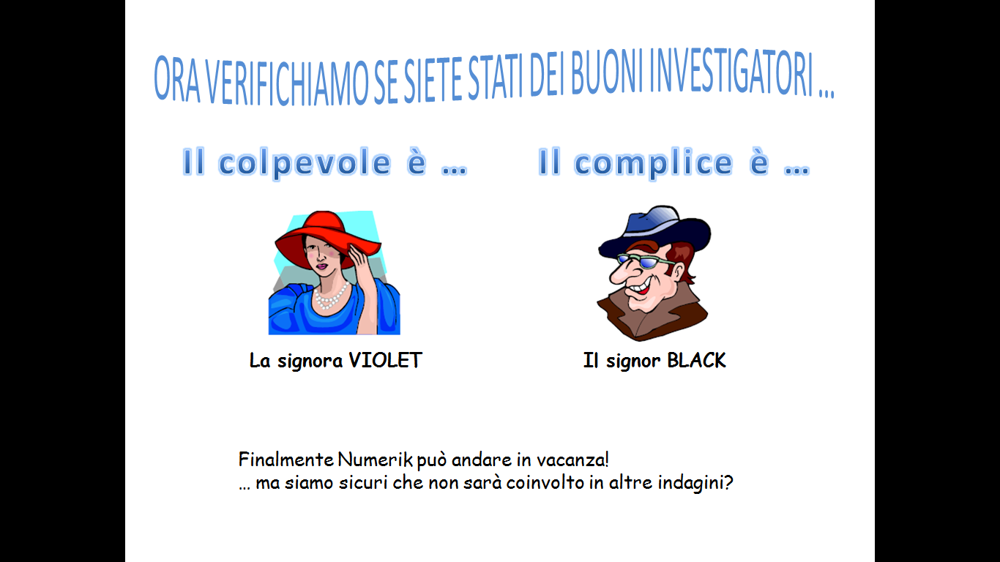 ORA VERIFICHIAMO SE SIETE STATI DEI BUONI INVESTIGATORI ...
Il colpevole è ...
Il complice è ...
La signora VIOLET
Il signor BLACK
Finalmente Numerik può andare in vacanza!
... ma siamo sicuri che non sarà coinvolto in altre indagini?